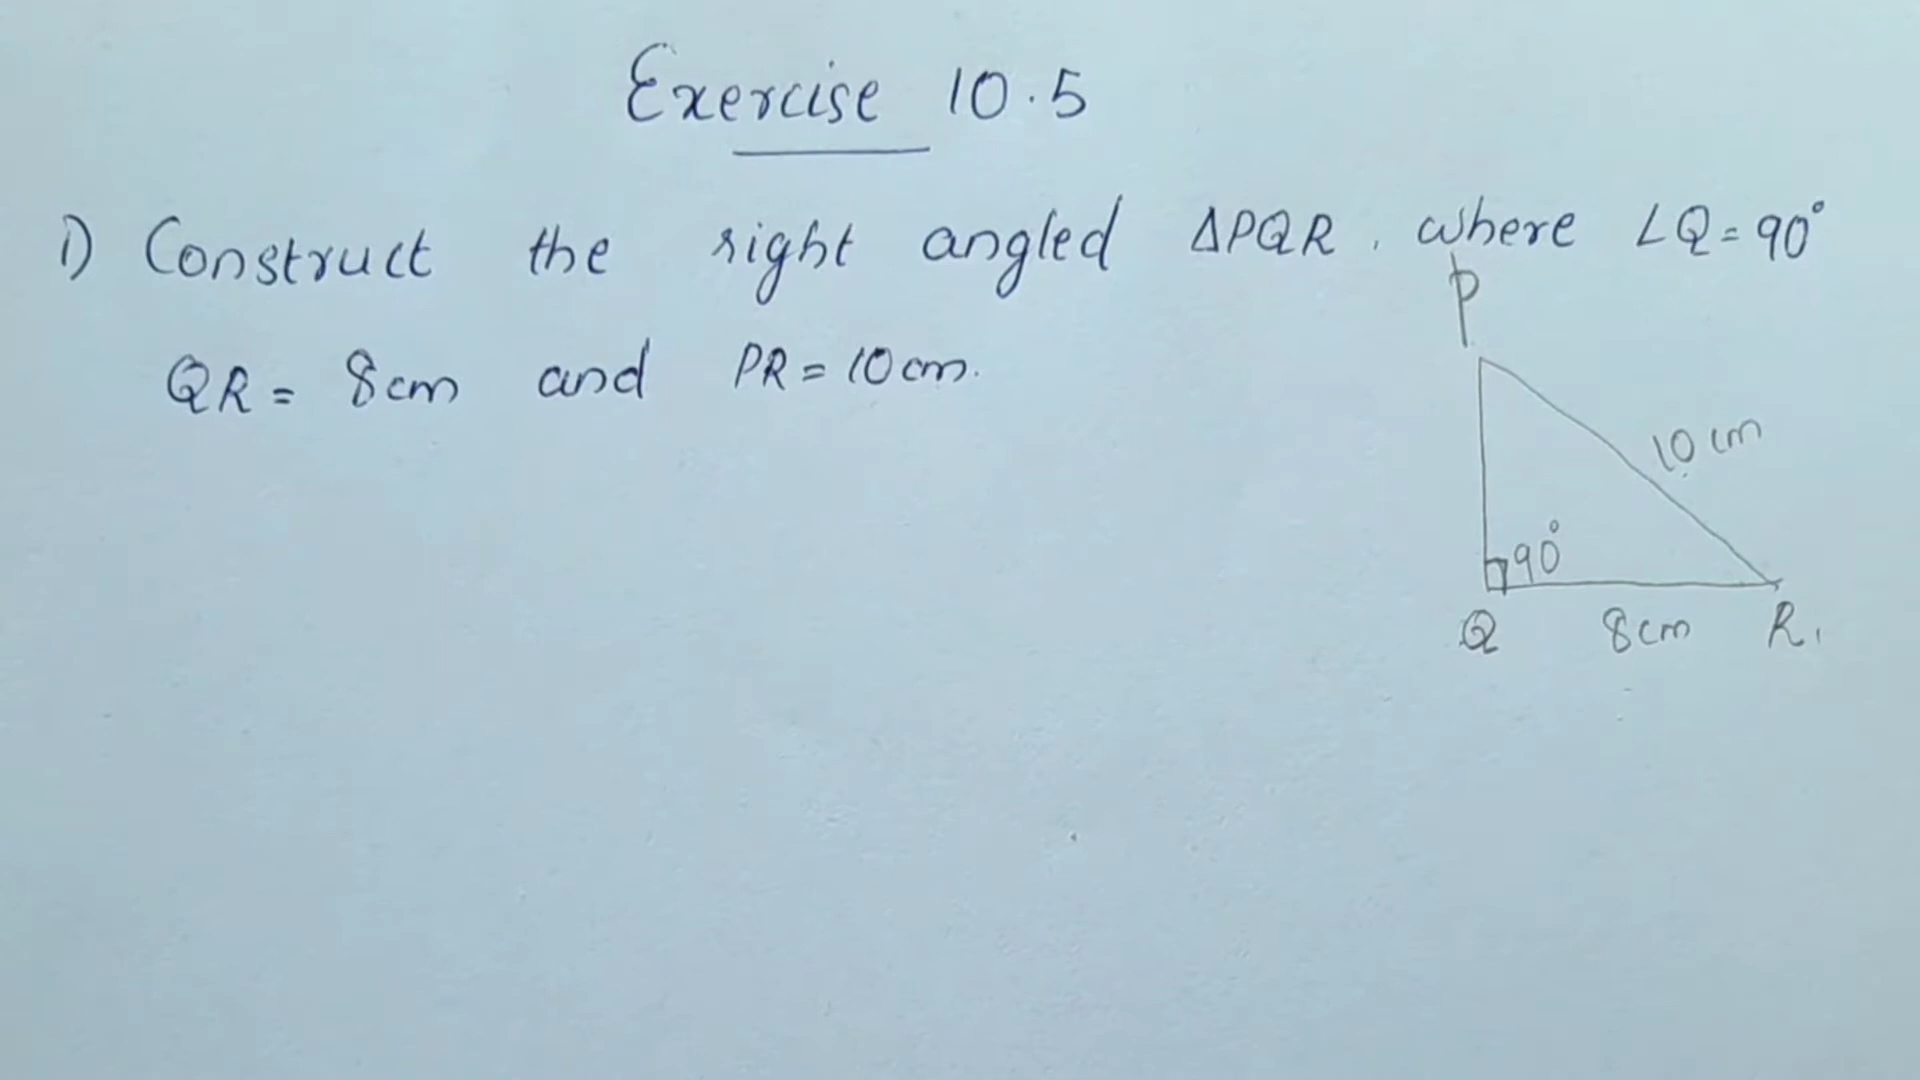 Exercise 10.5
1) Construct the right angled ΔPQR, where ∠Q=90°
QR = 8cm and PR = 10cm.
P
10 cm
90°
Q 8cm R.